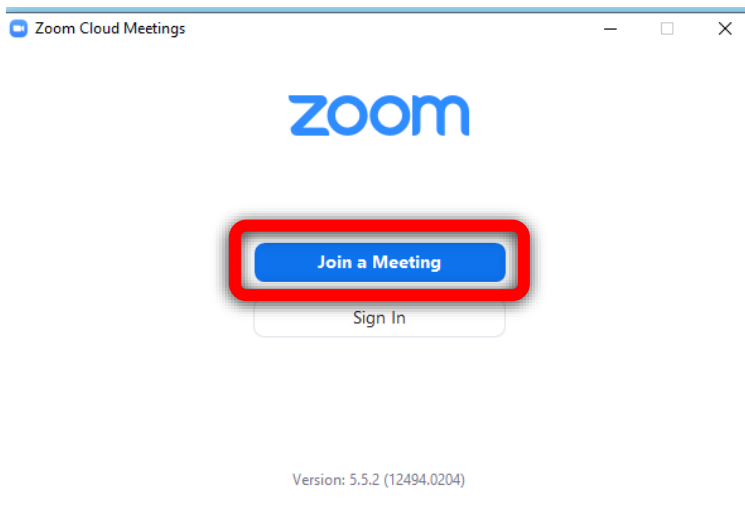 Zoom Cloud Meetings
zoom
Join a Meeting
Sign In
Version: 5.5.2 (12494.0204)